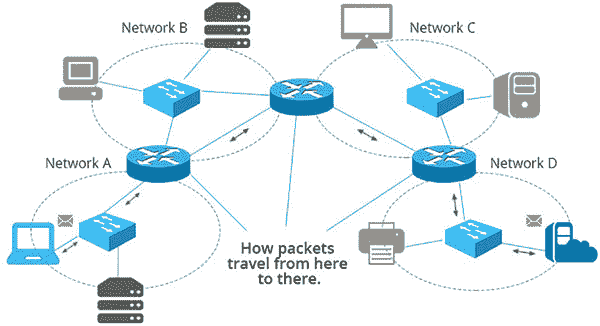 Network B
Network C
Network A
Network D
How packets
travel from here
to there.